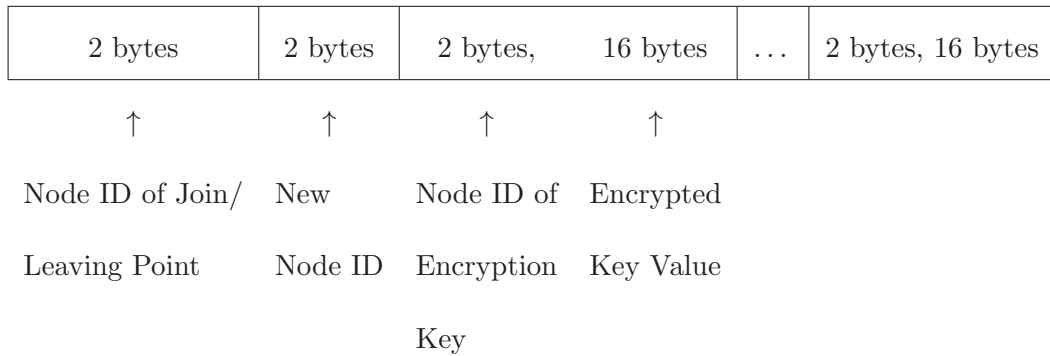 2 bytes 2 bytes 2 bytes, 16 bytes ... 2 bytes, 16 bytes
↑ ↑ ↑ ↑
Node ID of Join/ New Node ID of Encrypted
Leaving Point Node ID Encryption Key Value
Key